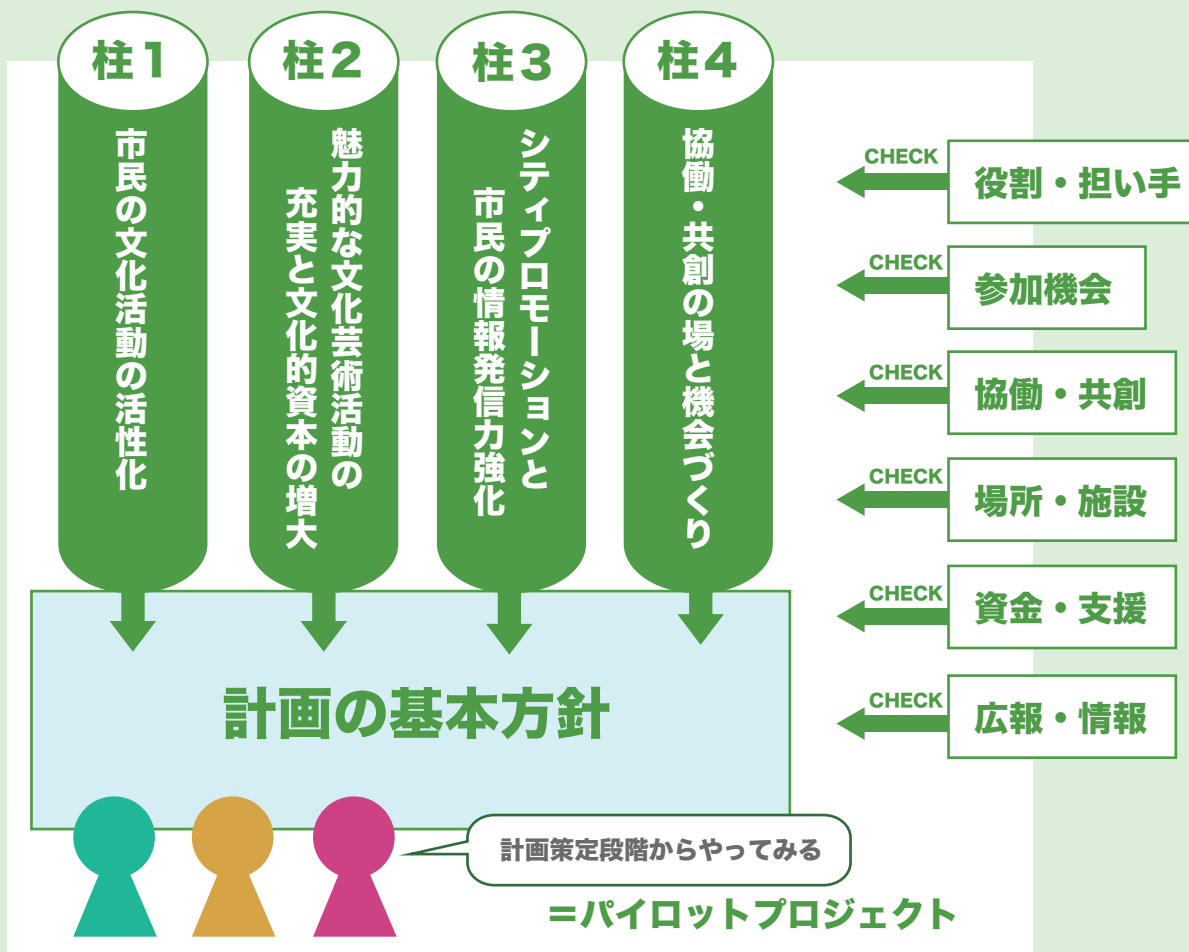 柱1
市民の文化活動の活性化
柱2
魅力的な文化芸術活動の
充実と文化的資本の増大
柱3
シティプロモーションと
市民の情報発信力強化
柱4
協働・共創の場と機会づくり
CHECK
役割・担い手
CHECK
参加機会
CHECK
協働・共創
CHECK
場所・施設
CHECK
資金・支援
CHECK
広報・情報
計画の基本方針
計画策定段階からやってみる
＝パイロットプロジェクト